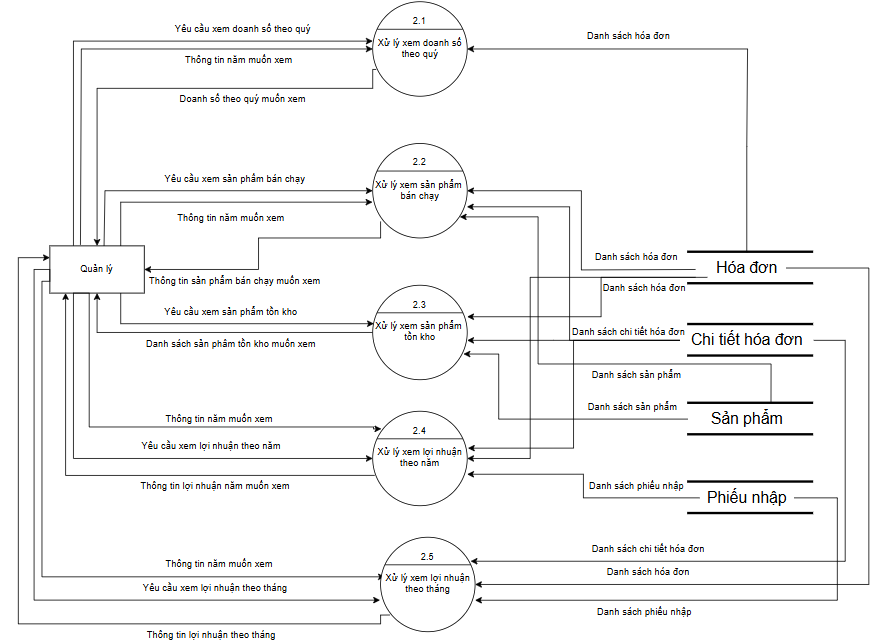 Yêu cầu xem doanh số theo quý
2.1
Xử lý xem doanh số
theo quý
Danh sách hóa đơn
Thông tin năm muốn xem
Doanh số theo quý muốn xem
2.2
Yêu cầu xem sản phẩm bán chạy
Xử lý xem sản phẩm
bán chạy
Thông tin năm muốn xem
Danh sách hóa đơn
Quản lý
Hóa đơn
Thông tin sản phẩm bán chạy muốn xem
Danh sách hóa đơn
2.3
Yêu cầu xem sản phẩm tồn kho
Xử lý xem sản phẩm
tồn kho
Danh sách chi tiết hóa đơn
Chi tiết hóa đơn
Danh sách sản phẩm tồn kho muốn xem
Danh sách sản phẩm
Danh sách sản phẩm
Sản phẩm
Thông tin năm muốn xem
2.4
Yêu cầu xem lợi nhuận theo năm
Xử lý xem lợi nhuận
theo năm
Thông tin lợi nhuận năm muốn xem
Danh sách phiếu nhập
Phiếu nhập
Danh sách chi tiết hóa đơn
2.5
Thông tin năm muốn xem
Danh sách hóa đơn
Xử lý xem lợi nhuận
theo tháng
Yêu cầu xem lợi nhuận theo tháng
Danh sách phiếu nhập
Thông tin lợi nhuận theo tháng